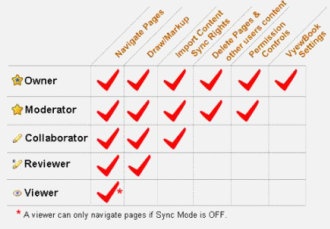 Navigate Pages
Draw/Markup
Import Content
Sync Rights
Delete Pages &
other users content
Permission
Controls
VyewBook
Settings
Owner
Moderator
Collaborator
Reviewer
Viewer
*
* A viewer can only navigate pages if Sync Mode is OFF.